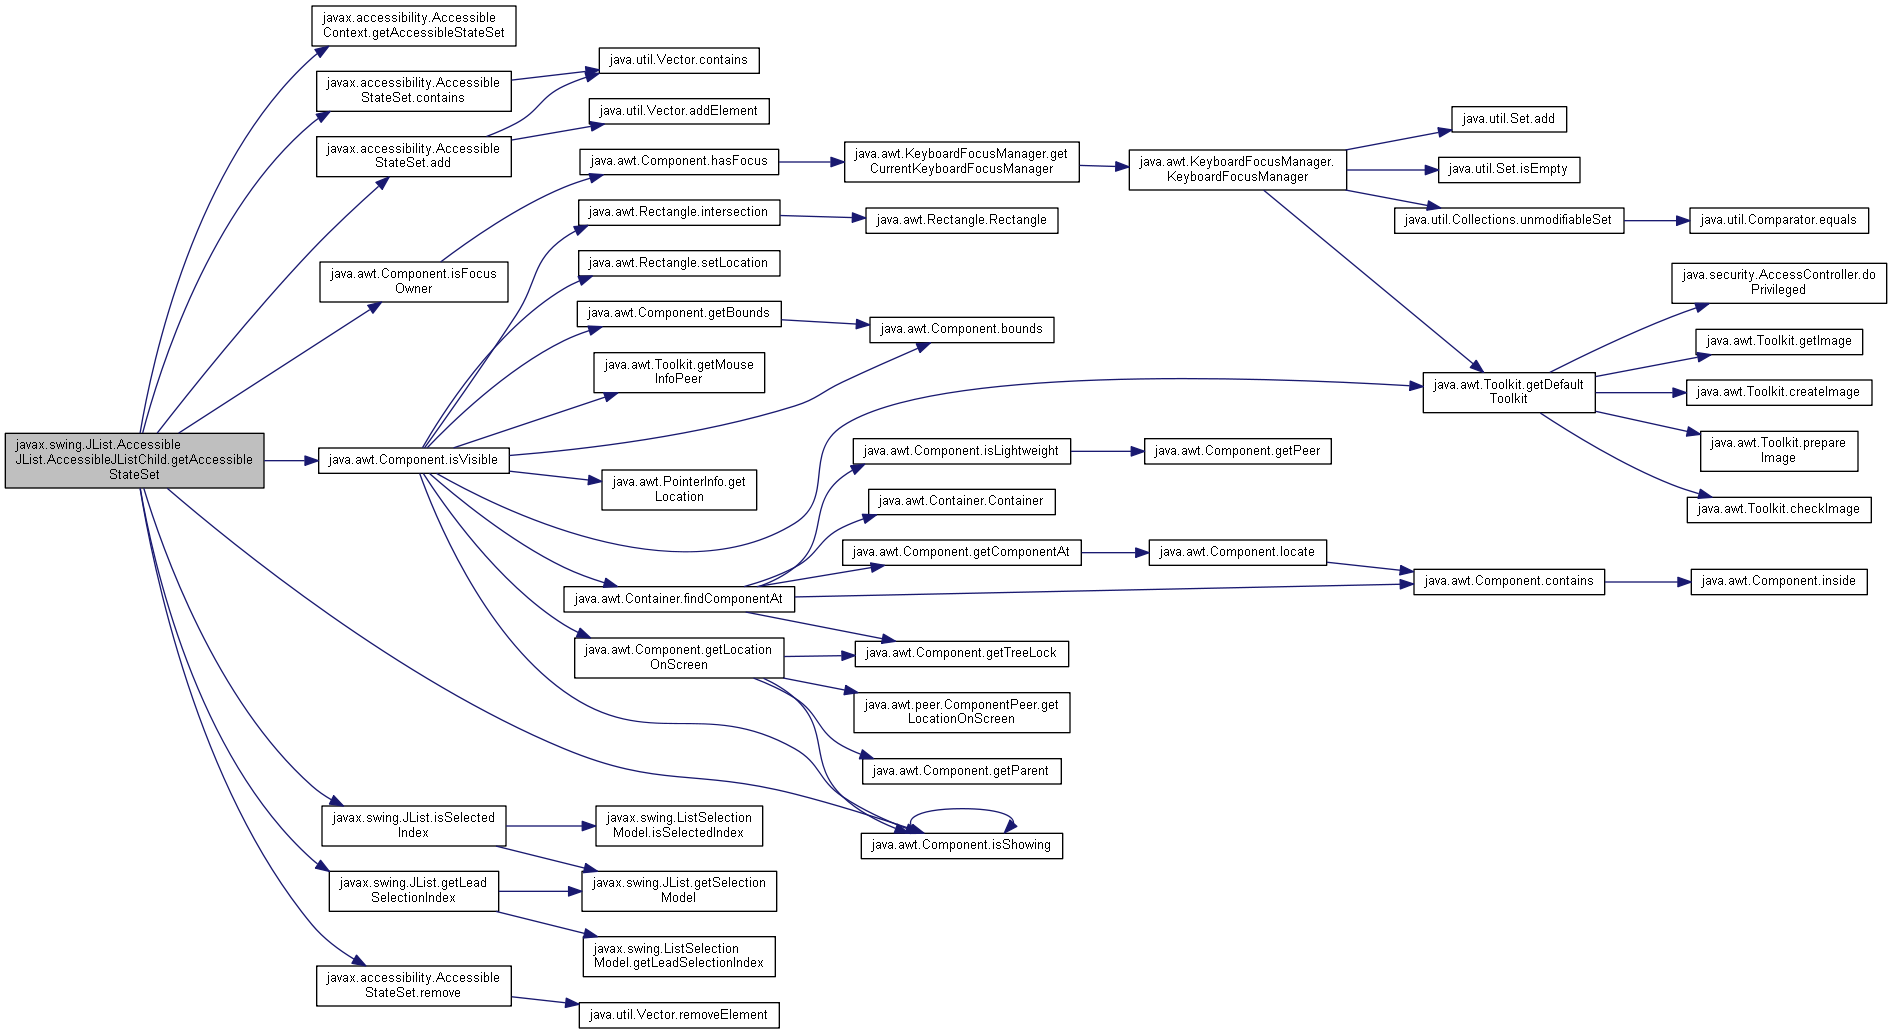 javax.accessibility.Accessible
Context.getAccessibleStateSet
javax.accessibility.Accessible
StateSet.contains
javax.accessibility.Accessible
StateSet.add
java.awt.Component.isFocus
Owner
javax.swing.JList.Accessible
JList.AccessibleJListChild.getAccessible
StateSet
java.awt.Component.isVisible
javax.swing.JList.isSelected
Index
javax.swing.JList.getLead
SelectionIndex
javax.accessibility.Accessible
StateSet.remove
java.util.Vector.contains
java.util.Vector.addElement
java.awt.Component.hasFocus
java.awt.Rectangle.intersection
java.awt.Rectangle.setLocation
java.awt.Component.getBounds
java.awt.Toolkit.getMouse
InfoPeer
java.awt.PointerInfo.get
Location
java.awt.Container.findComponentAt
java.awt.Component.getLocation
OnScreen
javax.swing.ListSelection
Model.isSelectedIndex
javax.swing.JList.getSelection
Model
javax.swing.ListSelection
Model.getLeadSelectionIndex
java.util.Vector.removeElement
java.awt.KeyboardFocusManager.get
CurrentKeyboardFocusManager
java.awt.Rectangle.Rectangle
java.awt.Component.bounds
java.awt.Component.isLightweight
java.awt.Container.Container
java.awt.Component.getComponentAt
java.awt.Component.getTreeLock
java.awt.peer.ComponentPeer.get
LocationOnScreen
java.awt.Component.getParent
java.awt.Component.isShowing
java.awt.KeyboardFocusManager.
KeyboardFocusManager
java.awt.Component.getPeer
java.awt.Component.locate
java.util.Set.add
java.util.Set.isEmpty
java.util.Collections.unmodifiableSet
java.awt.Toolkit.getDefault
Toolkit
java.awt.Component.contains
java.util.Comparator.equals
java.security.AccessController.do
Privileged
java.awt.Toolkit.getImage
java.awt.Toolkit.createImage
java.awt.Toolkit.prepare
Image
java.awt.Toolkit.checkImage
java.awt.Component.inside